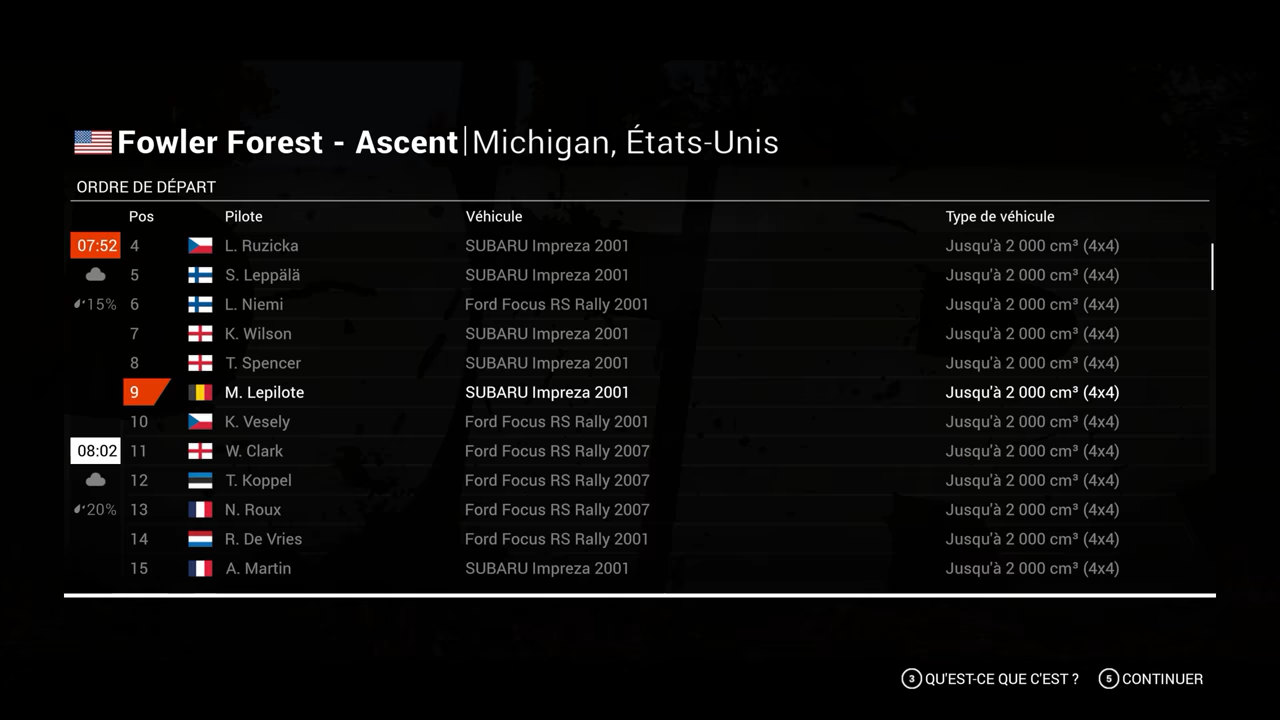 Fowler Forest - Ascent | Michigan, États-Unis
ORDRE DE DÉPART
Pos Pilote Véhicule Type de véhicule
07:52 4 L. Ruzicka SUBARU Impreza 2001 Jusqu'à 2 000 cm³ (4x4)
5 S. Leppälä SUBARU Impreza 2001 Jusqu'à 2 000 cm³ (4x4)
15% 6 L. Niemi Ford Focus RS Rally 2001 Jusqu'à 2 000 cm³ (4x4)
7 K. Wilson SUBARU Impreza 2001 Jusqu'à 2 000 cm³ (4x4)
8 T. Spencer SUBARU Impreza 2001 Jusqu'à 2 000 cm³ (4x4)
9 M. Lepilote SUBARU Impreza 2001 Jusqu'à 2 000 cm³ (4x4)
10 K. Vesely Ford Focus RS Rally 2001 Jusqu'à 2 000 cm³ (4x4)
08:02 11 W. Clark Ford Focus RS Rally 2007 Jusqu'à 2 000 cm³ (4x4)
12 T. Koppel Ford Focus RS Rally 2007 Jusqu'à 2 000 cm³ (4x4)
20% 13 N. Roux Ford Focus RS Rally 2007 Jusqu'à 2 000 cm³ (4x4)
14 R. De Vries Ford Focus RS Rally 2001 Jusqu'à 2 000 cm³ (4x4)
15 A. Martin SUBARU Impreza 2001 Jusqu'à 2 000 cm³ (4x4)
3 QU'EST-CE QUE C'EST ? 5 CONTINUER